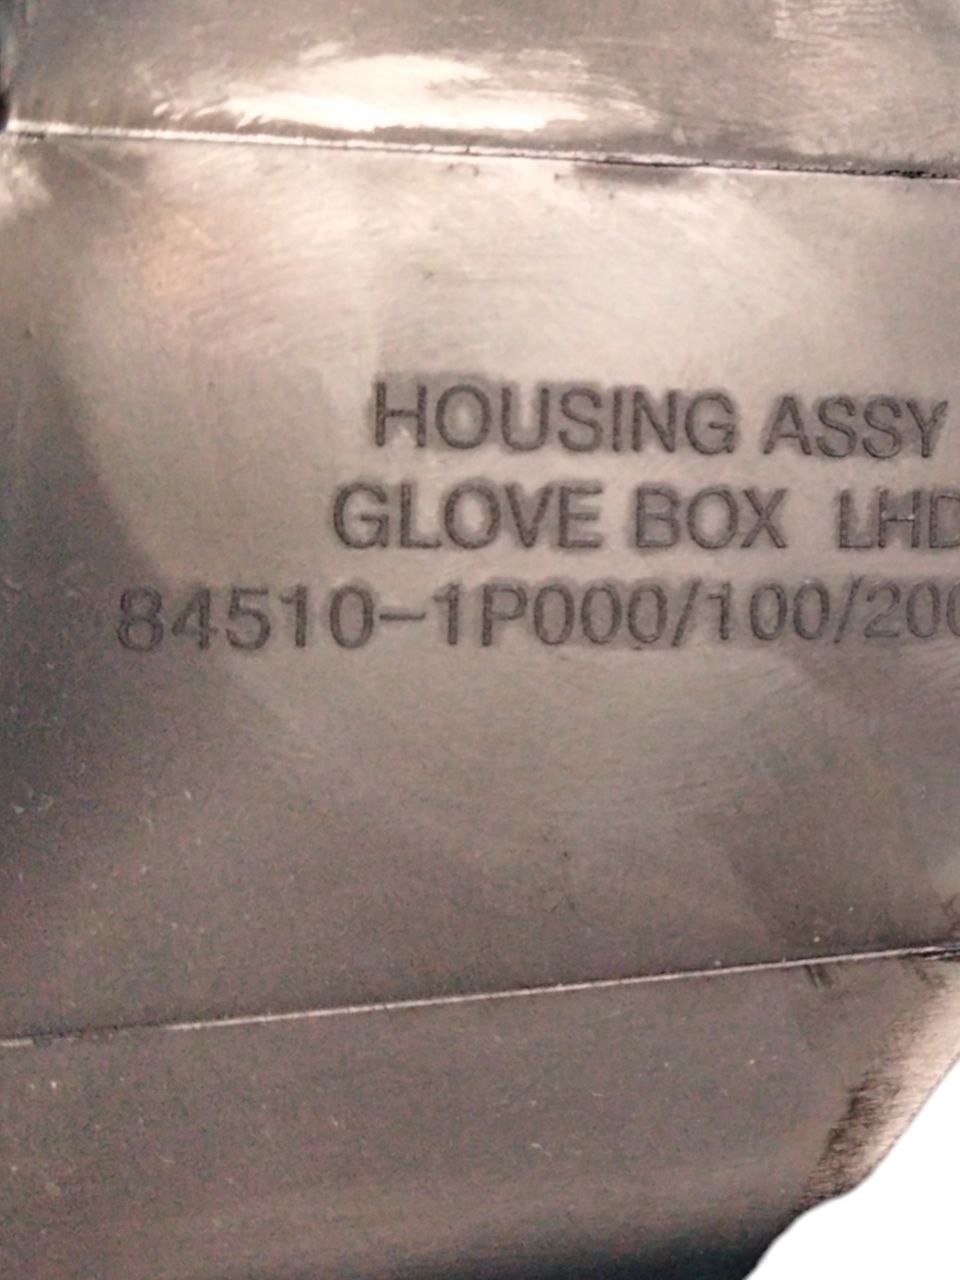 HOUSING ASSY
GLOVE BOX LHD
84510-1P000/100/200